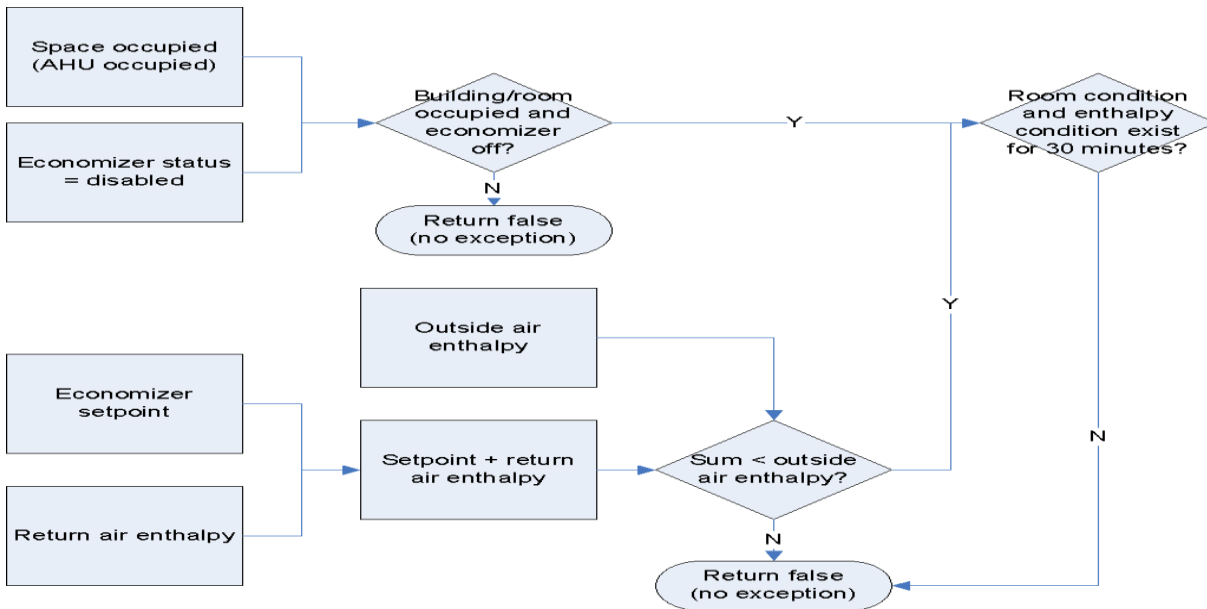 Space occupied
(AHU occupied)
Economizer status
= disabled
Building/room
occupied and
economizer
off?
Y
N
Return false
(no exception)
Room condition
and enthalpy
condition exist
for 30 minutes?
Outside air
enthalpy
Y
Economizer
setpoint
Return air enthalpy
Setpoint + return
air enthalpy
Sum < outside
air enthalpy?
N
N
Return false
(no exception)